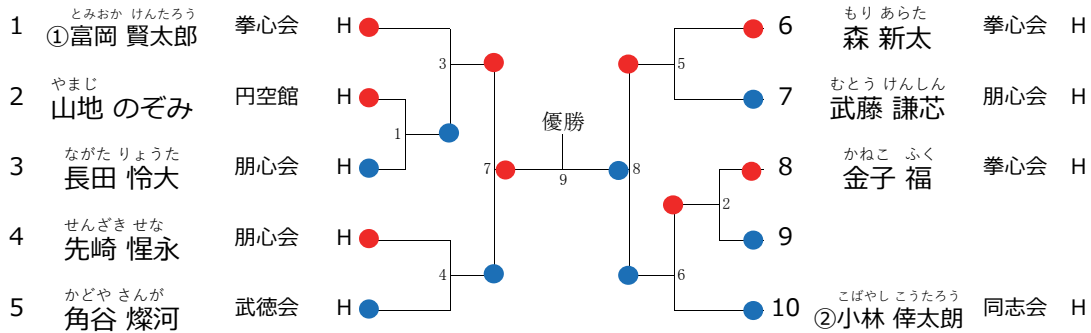 とみおか けんたろう
1 ①富岡 賢太郎 拳心会 H
やまじ
2 山地 のぞみ 円空館 H
ながた りょうた
3 長田 怜大 朋心会 H
せんざき せな
4 先崎 惺永 朋心会 H
かどや さんが
5 角谷 燦河 武徳会 H
3
1
7
4
優勝
9
8
5
2
6
もり あらた
6 森 新太 拳心会 H
むとう けんしん
7 武藤 謙芯 朋心会 H
かねこ ふく
8 金子 福 拳心会 H
9
こばやし こうたろう
10 ②小林 倖太朗 同志会 H